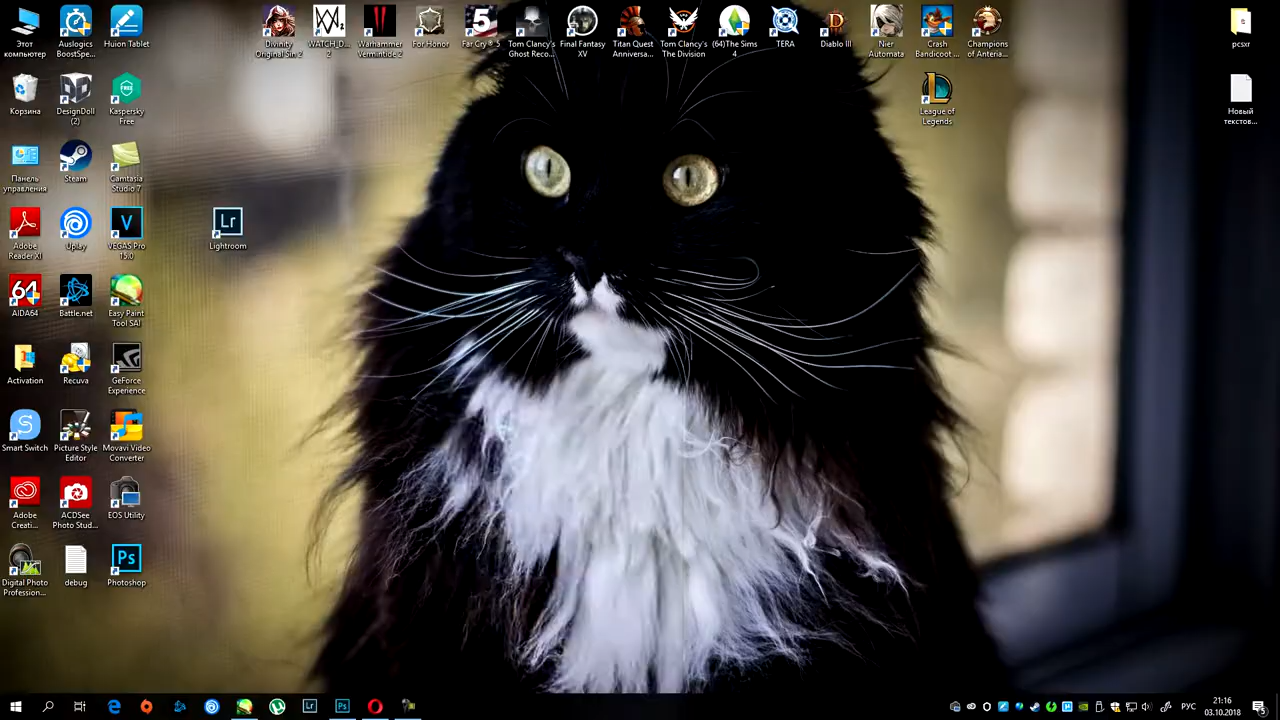 Этот
компьютер
Auslogics
BoostSpe...
Huion Tablet
Divinity
Original Sin 2
WATCH_D...
2
Warhammer
Vermintide 2
For Honor
Far Cry® 5
Tom Clancy's
Ghost Reco...
Final Fantasy
XV
Titan Quest
Anniversa...
Tom Clancy's
The Division
(64)The Sims
4
TERA
Diablo III
Nier
Automata
Crash
Bandicoot ...
Champions
of Anteria...
pcsxr
Корзина
DesignDoll
(2)
Kaspersky
Free
League of
Legends
Новый
текстов...
Панель
управления
Steam
Camtasia
Studio 7
Adobe
Reader XI
Uplay
VEGAS Pro
15.0
Lightroom
AIDA64
Battle.net
Easy Paint
Tool SAI
Activation
Recuva
GeForce
Experience
Smart Switch
Picture Style
Editor
Movavi Video
Converter
Adobe
Creati...
ACDSee
Photo Stud...
EOS Utility
Digital Photo
Profession...
debug
Photoshop
РУС
21:16
03.10.2018